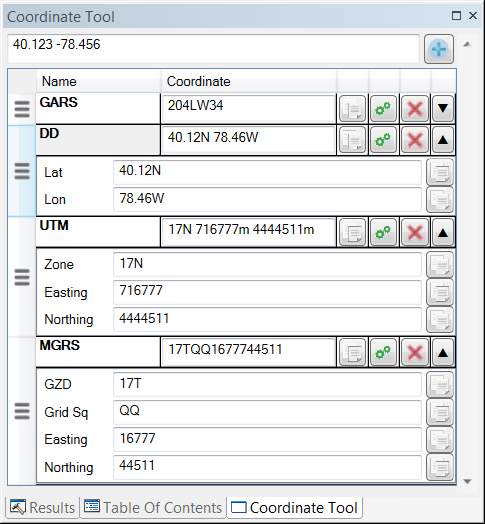 Coordinate Tool
40.123 -78.456
Name Coordinate
GARS 204LW34
DD 40.12N 78.46W
Lat 40.12N
Lon 78.46W
UTM 17N 716777m 4444511m
Zone 17N
Easting 716777
Northing 4444511
MGRS 17TQQ1677744511
GZD 17T
Grid Sq QQ
Easting 16777
Northing 44511
Results Table Of Contents Coordinate Tool